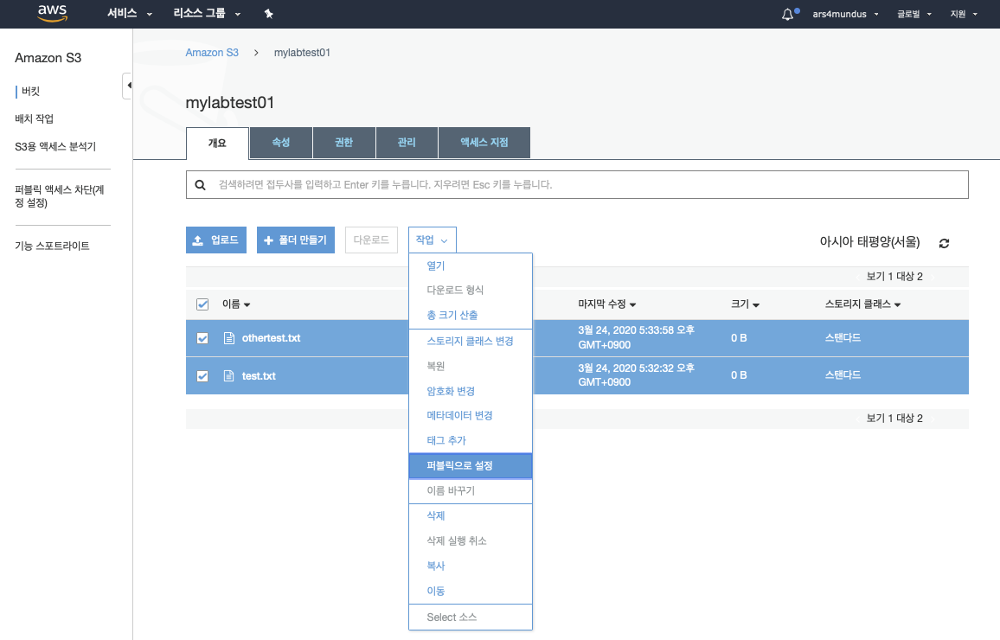 aws 서비스 리소스 그룹 ars4mundus 글로벌 지원
Amazon S3
버킷
배치 작업
S3용 액세스 분석기
퍼블릭 액세스 차단(계
정 설정)
기능 스포트라이트
Amazon S3 > mylabtest01
mylabtest01
개요 속성 권한 관리 액세스 지점
검색하려면 접두사를 입력하고 Enter 키를 누릅니다. 지우려면 Esc 키를 누릅니다.
업로드 폴더 만들기 다운로드 작업 아시아 태평양(서울)
열기
다운로드 형식
총 크기 산출
스토리지 클래스 변경
복원
암호화 변경
메타데이터 변경
태그 추가
퍼블릭으로 설정
이름 바꾸기
삭제
삭제 실행 취소
복사
이동
Select 소스
보기 1 대상 2
이름 마지막 수정 크기 스토리지 클래스
othertest.txt 3월 24, 2020 5:33:58 오후 0 B 스탠다드
GMT+0900
test.txt 3월 24, 2020 5:32:32 오후 0 B 스탠다드
GMT+0900
보기 1 대상 2